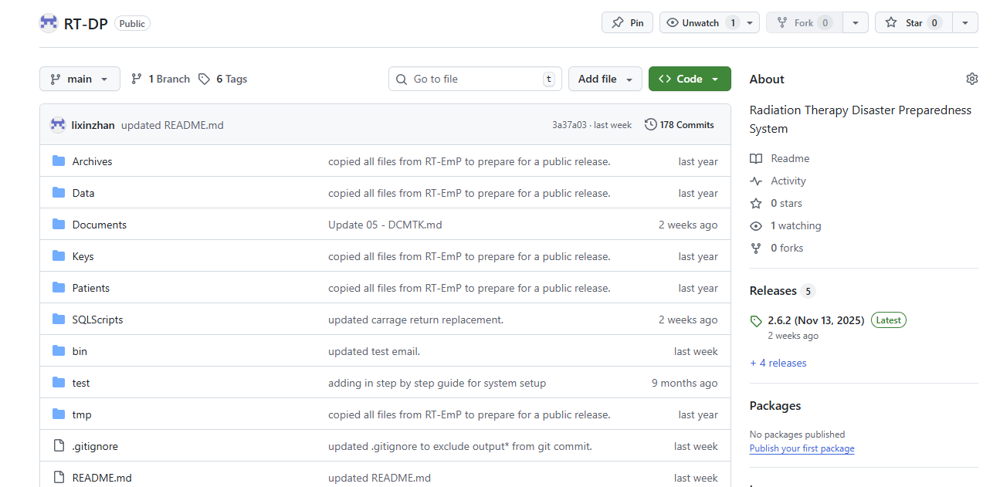 RT-DP Public Pin Unwatch 1 Fork 0 Star 0
main 1 Branch 6 Tags Go to file t Add file Code
lixinzhan updated README.md 3a37a03 · last week 178 Commits
Archives copied all files from RT-EmP to prepare for a public release. last year
Data copied all files from RT-EmP to prepare for a public release. last year
Documents Update 05 - DCMTK.md 2 weeks ago
Keys copied all files from RT-EmP to prepare for a public release. last year
Patients copied all files from RT-EmP to prepare for a public release. last year
SQLScripts updated carrage return replacement. 2 weeks ago
bin updated test email. last week
test adding in step by step guide for system setup 9 months ago
tmp copied all files from RT-EmP to prepare for a public release. last year
.gitignore updated .gitignore to exclude output* from git commit. last week
README.md updated README.md last week
About
Radiation Therapy Disaster Preparedness
System
Readme
Activity
0 stars
1 watching
0 forks
Releases 5
2.6.2 (Nov 13, 2025) Latest
2 weeks ago
+ 4 releases
Packages
No packages published
Publish your first package